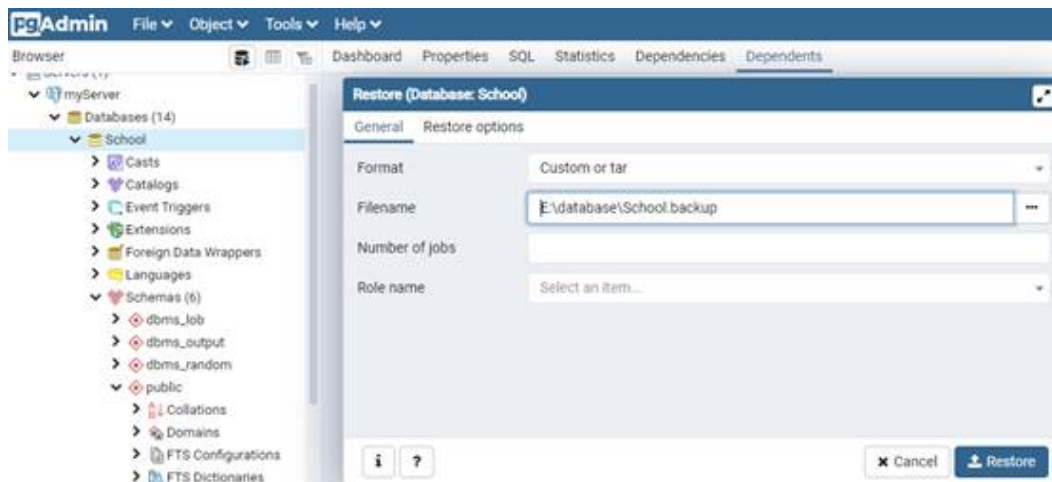 PgAdmin File Object Tools Help
Browser
Dashboard Properties SQL Statistics Dependencies Dependents
myServer
Databases (14)
School
Casts
Catalogs
Event Triggers
Extensions
Foreign Data Wrappers
Languages
Schemas (6)
dbms_lob
dbms_output
dbms_random
public
Collations
Domains
FTS Configurations
FTS Dictionaries
Restore (Database: School)
General Restore options
Format Custom or tar
Filename E:\database\School.backup
Number of jobs
Role name Select an item...
i ?
Cancel Restore